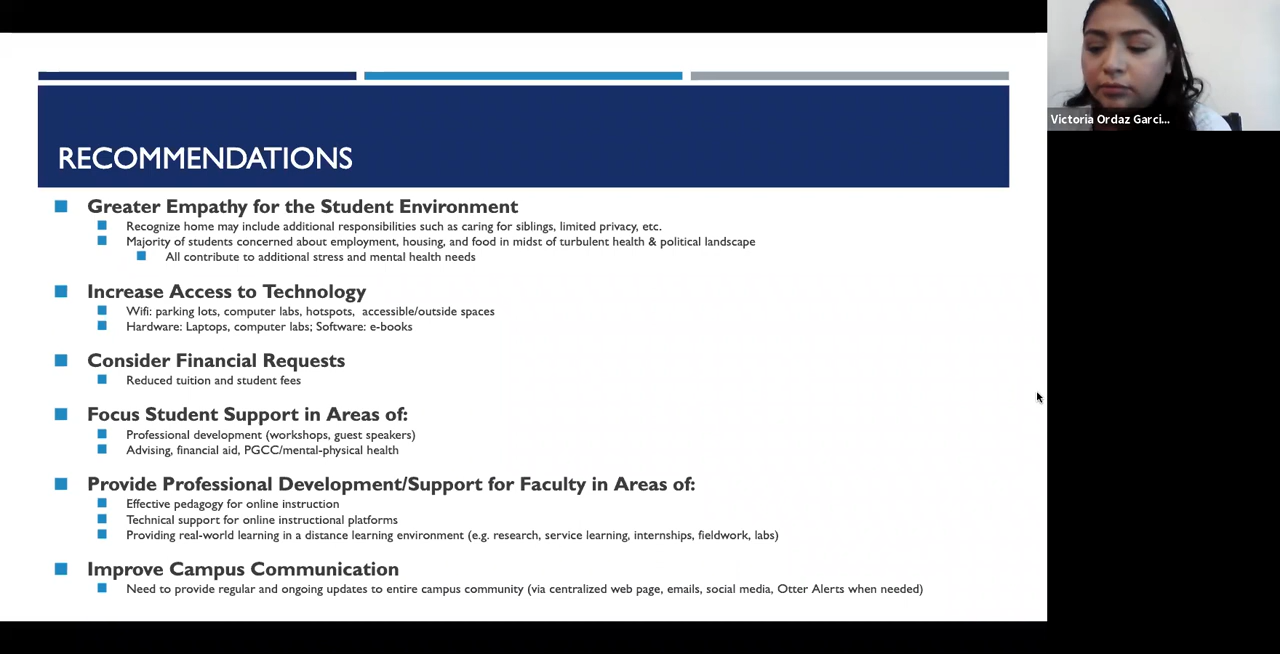 RECOMMENDATIONS
Greater Empathy for the Student Environment
Recognize home may include additional responsibilities such as caring for siblings, limited privacy, etc.
Majority of students concerned about employment, housing, and food in midst of turbulent health & political landscape
All contribute to additional stress and mental health needs
Increase Access to Technology
Wifi: parking lots, computer labs, hotspots, accessible/outside spaces
Hardware: Laptops, computer labs; Software: e-books
Consider Financial Requests
Reduced tuition and student fees
Focus Student Support in Areas of:
Professional development (workshops, guest speakers)
Advising, financial aid, PGCC/mental-physical health
Provide Professional Development/Support for Faculty in Areas of:
Effective pedagogy for online instruction
Technical support for online instructional platforms
Providing real-world learning in a distance learning environment (e.g. research, service learning, internships, fieldwork, labs)
Improve Campus Communication
Need to provide regular and ongoing updates to entire campus community (via centralized web page, emails, social media, Otter Alerts when needed)
Victoria Ordaz Garci...